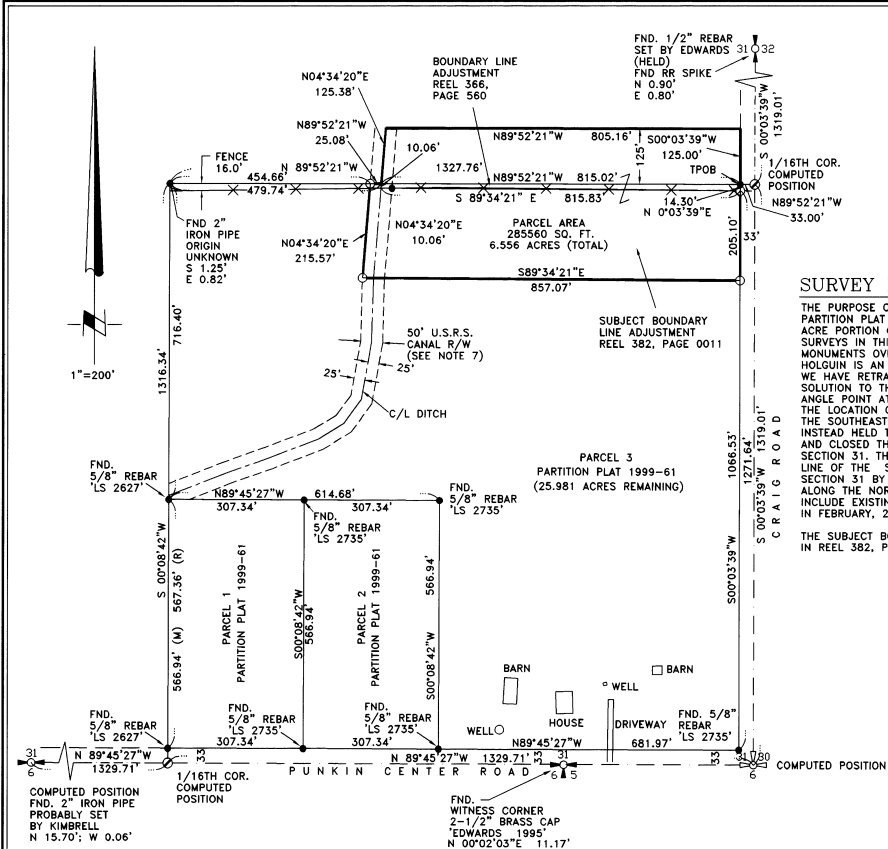 FND. 1/2" REBAR
SET BY EDWARDS
(HELD)
FND RR SPIKE
N 0.90'
E 0.80'
31 32
BOUNDARY LINE
ADJUSTMENT
REEL 366,
PAGE 560
N04°34'20"E
125.38'
N89°52'21"W
25.08'
10.06'
N89°52'21"W
805.16'
S00°03'39"W
125.00'
125'
S 00°03'39"W
1319.01'
FENCE
16.0'
454.66'
479.74'
N 89°52'21"W
1327.76'
N89°52'21"W
815.02'
S 89°34'21" E
815.83'
TPOB
1/16TH COR.
COMPUTED
POSITION
N89°52'21"W
33.00'
14.30'
N 0°03'39"E
205.10'
33'
FND 2"
IRON PIPE
ORIGIN
UNKNOWN
S 1.25'
E 0.82'
N04°34'20"E
215.57'
N04°34'20"E
10.06'
PARCEL AREA
285560 SQ. FT.
6.556 ACRES (TOTAL)
S89°34'21"E
857.07'
SUBJECT BOUNDARY
LINE ADJUSTMENT
REEL 382, PAGE 0011
1"=200'
1316.34'
716.40'
50' U.S.R.S.
CANAL R/W
(SEE NOTE 7)
25'
25'
C/L DITCH
SURVEY
THE PURPOSE
PARTITION PLAT
ACRE PORTION
SURVEYS IN
MONUMENTS
HOLGUIN IS AN
WE HAVE
SOLUTION TO
ANGLE POINT
THE LOCATION
THE SOUTHEAST
INSTEAD HELD
AND CLOSED
SECTION 31.
LINE OF THE
SECTION 31 BY
ALONG THE
INCLUDE
IN FEBRUARY,
THE SUBJECT
IN REEL 382,
PARCEL 3
PARTITION PLAT 1999-61
(25.981 ACRES REMAINING)
1066.53'
1271.64'
S00°03'39"W
S 00°03'39"W 1319.01'
CRAIG ROAD
FND.
5/8" REBAR
'LS 2627'
N89°45'27"W
614.68'
307.34'
307.34'
FND.
5/8" REBAR
'LS 2735'
FND.
5/8" REBAR
'LS 2735'
S 00°08'42"W
567.36' (R)
566.94' (M)
PARCEL 1
PARTITION PLAT 1999-61
S00°08'42"W
566.94'
PARCEL 2
PARTITION PLAT 1999-61
566.94'
S00°08'42"W
BARN
BARN
WELL
WELL
HOUSE
DRIVEWAY
FND.
5/8" REBAR
'LS 2627'
FND.
5/8" REBAR
'LS 2735'
307.34'
FND.
5/8" REBAR
'LS 2735'
307.34'
N89°45'27"W
681.97'
FND. 5/8"
REBAR
'LS 2735'
31
6
N 89°45'27"W
1329.71'
33
1/16TH COR.
COMPUTED
POSITION
N 89°45'27"W 1329.71'
PUNKIN CENTER ROAD
33
31
6 5
33
31 30
6
COMPUTED POSITION
COMPUTED POSITION
FND. 2" IRON PIPE
PROBABLY SET
BY KIMBRELL
N 15.70'; W 0.06'
FND.
WITNESS CORNER
2-1/2" BRASS CAP
'EDWARDS 1995'
N 00°02'03"E 11.17'